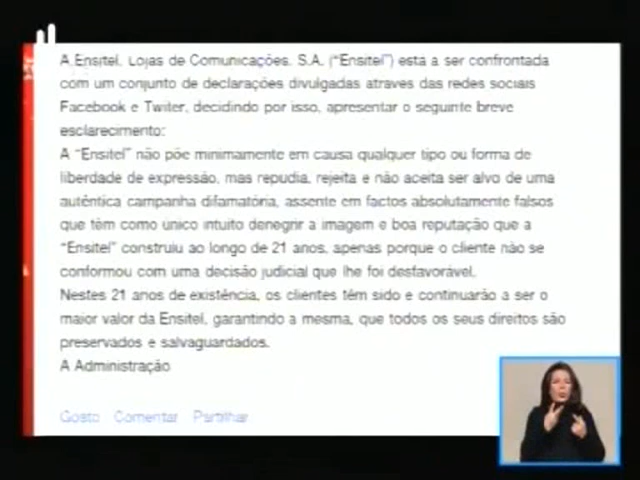 A Ensitel, Lojas de Comunicações, S.A. ("Ensitel") está a ser confrontada
com um conjunto de declarações divulgadas através das redes sociais
Facebook e Twiter, decidindo por isso, apresentar o seguinte breve
esclarecimento:
A "Ensitel" não põe minimamente em causa qualquer tipo ou forma de
liberdade de expressão, mas repudia, rejeita e não aceita ser alvo de uma
autêntica campanha difamatória, assente em factos absolutamente falsos
que têm como único intuito denegrir a imagem e boa reputação que a
"Ensitel" construiu ao longo de 21 anos, apenas porque o cliente não se
conformou com uma decisão judicial que lhe foi desfavorável.
Nestes 21 anos de existência, os clientes têm sido e continuarão a ser o
maior valor da Ensitel, garantindo a mesma, que todos os seus direitos são
preservados e salvaguardados.
A Administração
Gosto Comentar Partilhar